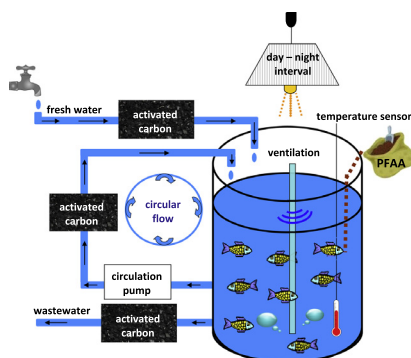 day – night
interval
fresh water
activated
carbon
temperature sensor
ventilation
PFAA
activated
carbon
circular
flow
circulation
pump
wastewater
activated
carbon